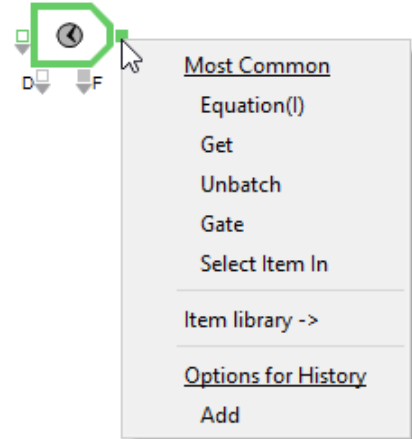 D F
Most Common
Equation(I)
Get
Unbatch
Gate
Select Item In
Item library ->
Options for History
Add